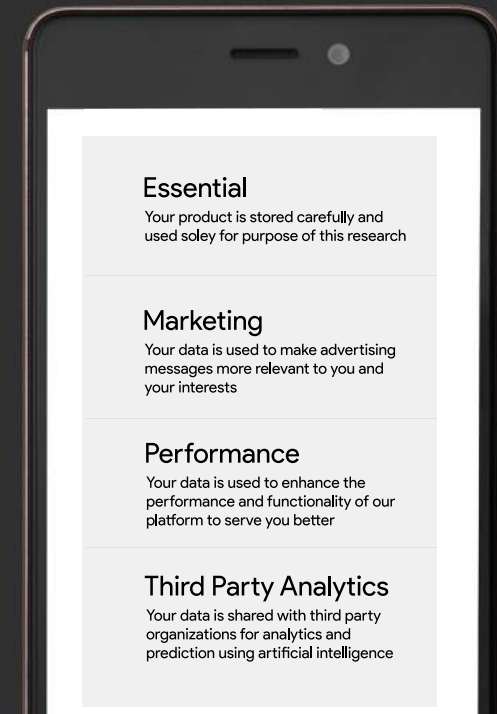 Essential
Your product is stored carefully and
used soley for purpose of this research
Marketing
Your data is used to make advertising
messages more relevant to you and
your interests
Performance
Your data is used to enhance the
performance and functionality of our
platform to serve you better
Third Party Analytics
Your data is shared with third party
organizations for analytics and
prediction using artificial intelligence